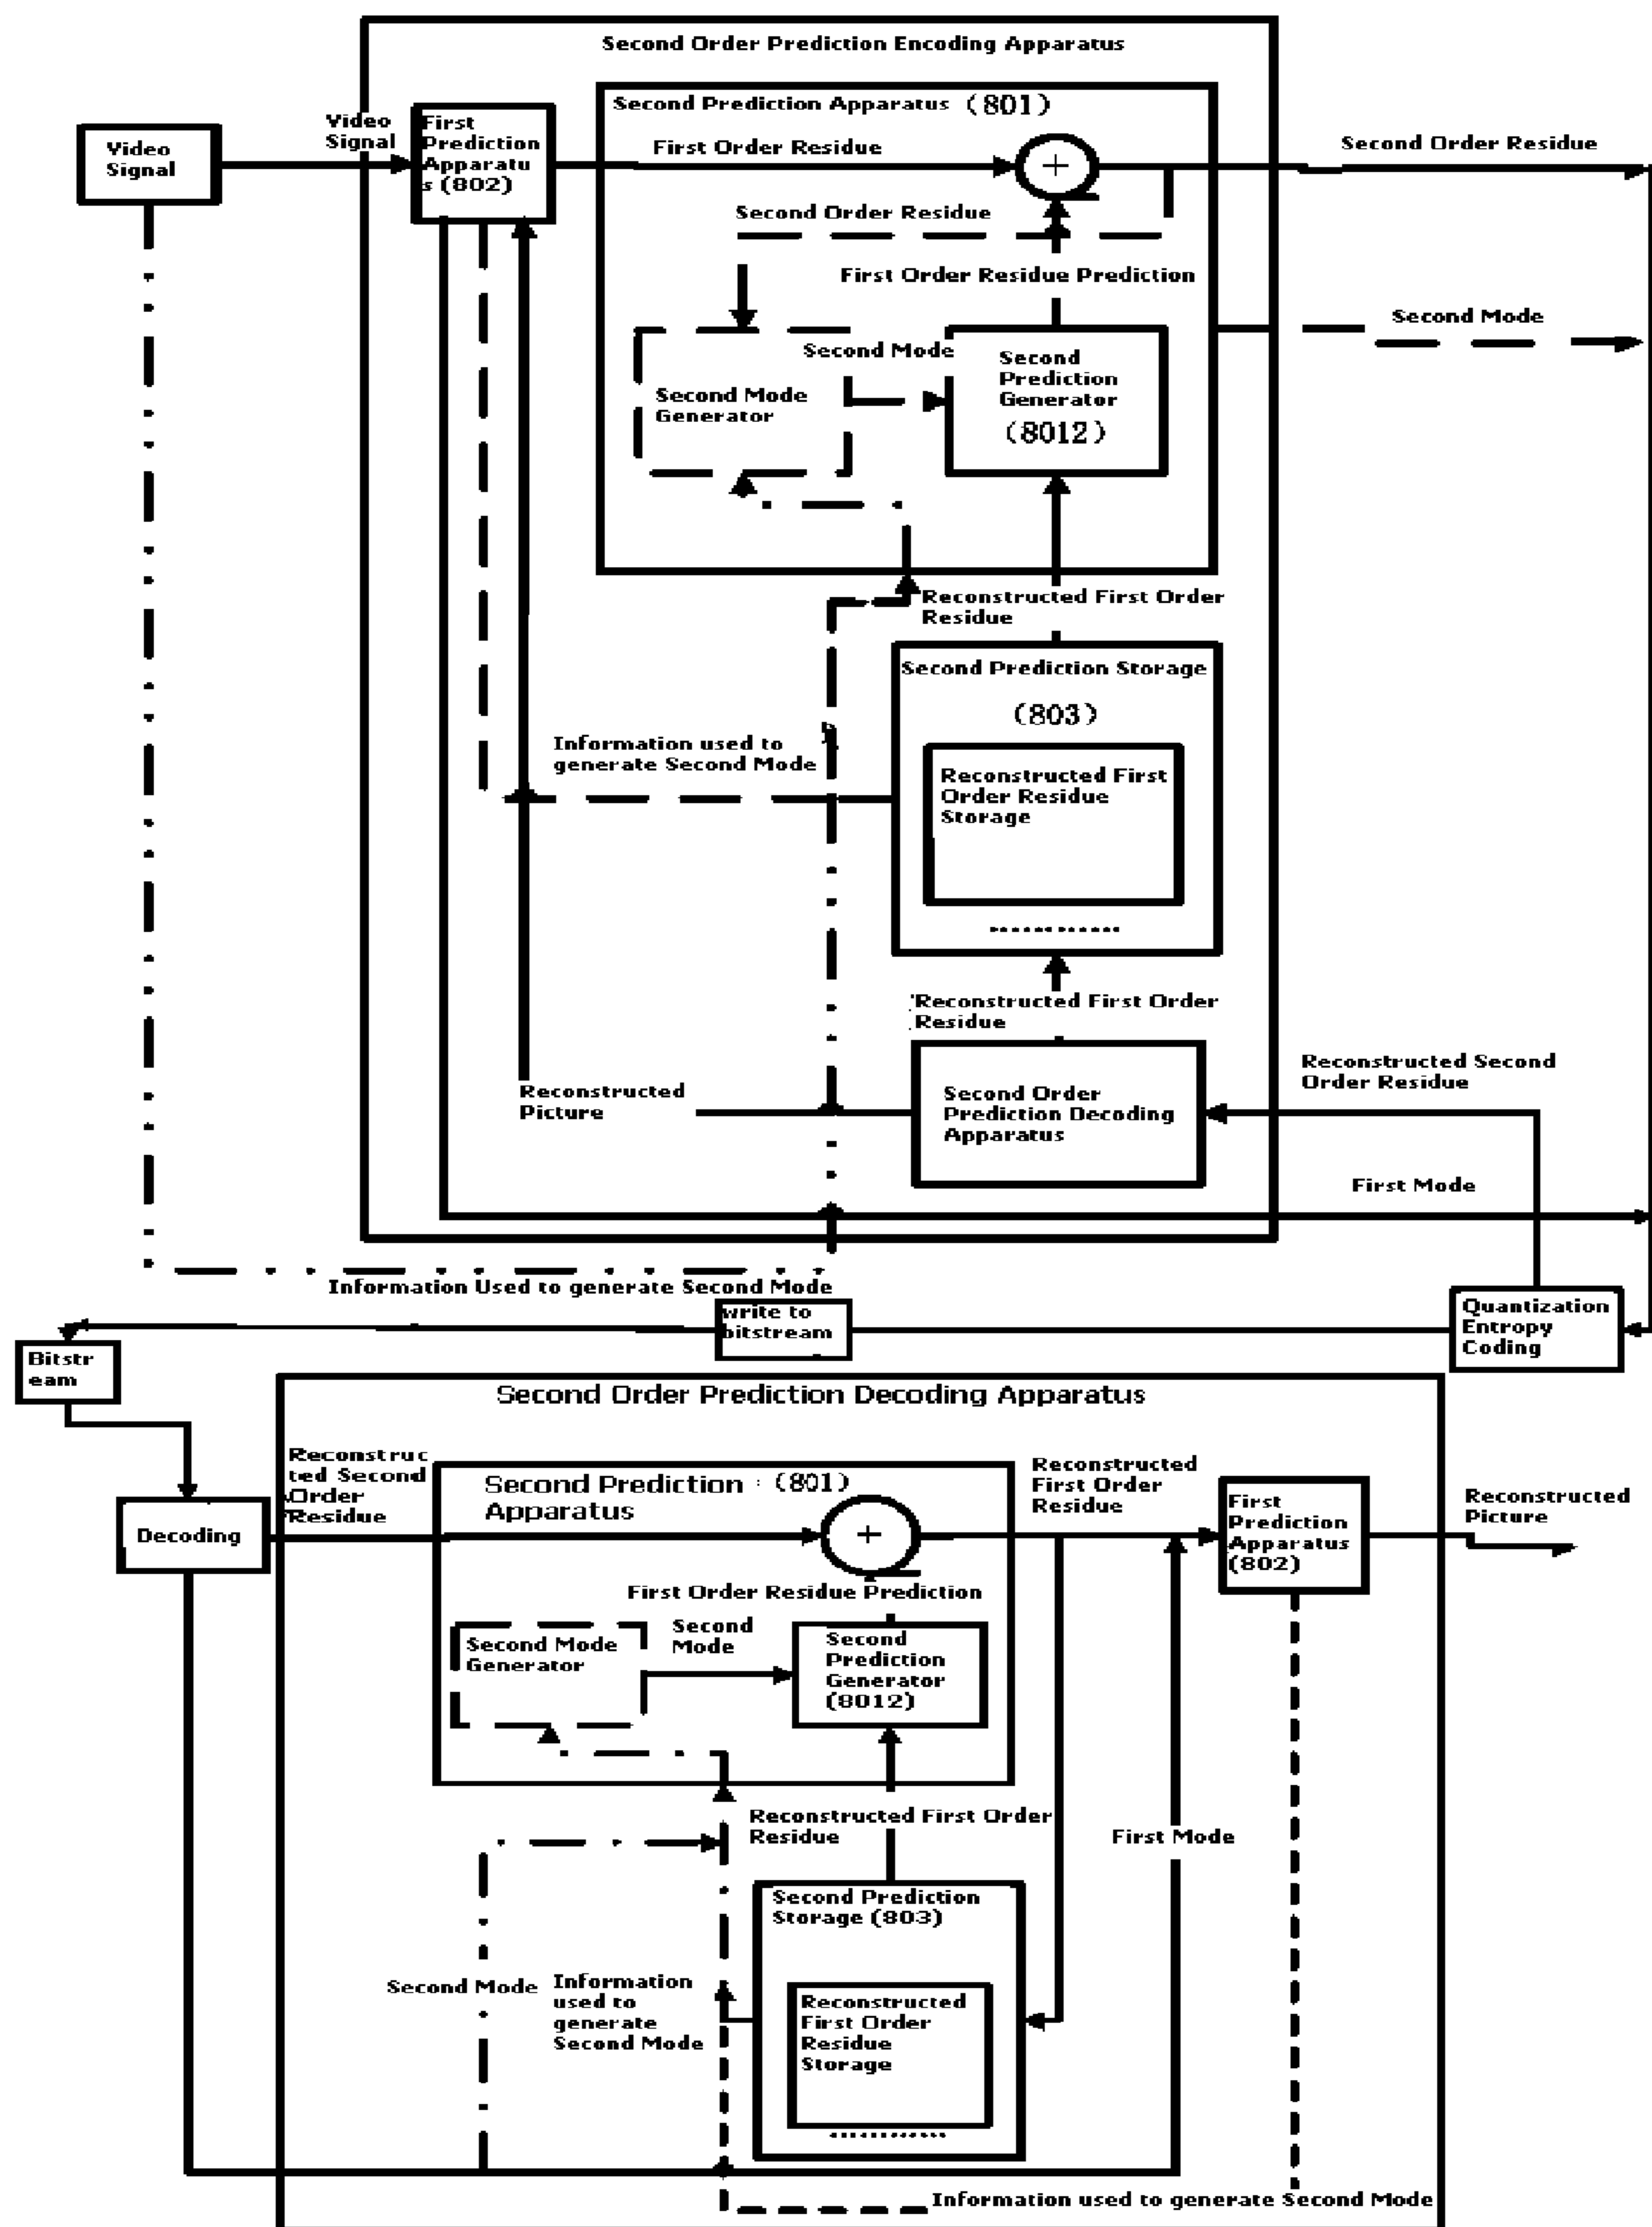 Second Order Prediction Encoding Apparatus
Second Prediction Apparatus (801)
Video
Signal
Video
Signal
First
Prediction
Apparatu
s (802)
First Order Residue
+
Second Order Residue
Second Order Residue
First Order Residue Prediction
Second Mode
Second Mode
Second
Prediction
Generator
(8012)
Second Mode
Generator
Reconstructed First Order
Residue
Second Prediction Storage
(803)
Information used to
generate Second Mode
Reconstructed First
Order Residue
Storage
............
Reconstructed First Order
Residue
Reconstructed Second
Order Residue
Reconstructed
Picture
Second Order
Prediction Decoding
Apparatus
First Mode
Information Used to generate Second Mode
write to
bitstream
Quantization
Entropy
Coding
Bitstr
eam
Second Order Prediction Decoding Apparatus
Reconstruc
ted Second
Order
Residue
Second Prediction : (801)
Apparatus
Reconstructed
First Order
Residue
First
Prediction
Apparatus
(802)
Reconstructed
Picture
Decoding
+
First Order Residue Prediction
Second Mode
Generator
Second
Mode
Second
Prediction
Generator
(8012)
Reconstructed First Order
Residue
First Mode
Second Prediction
Storage (803)
Second Mode
Information
used to
generate
Second Mode
Reconstructed
First Order
Residue
Storage
............
Information used to generate Second Mode